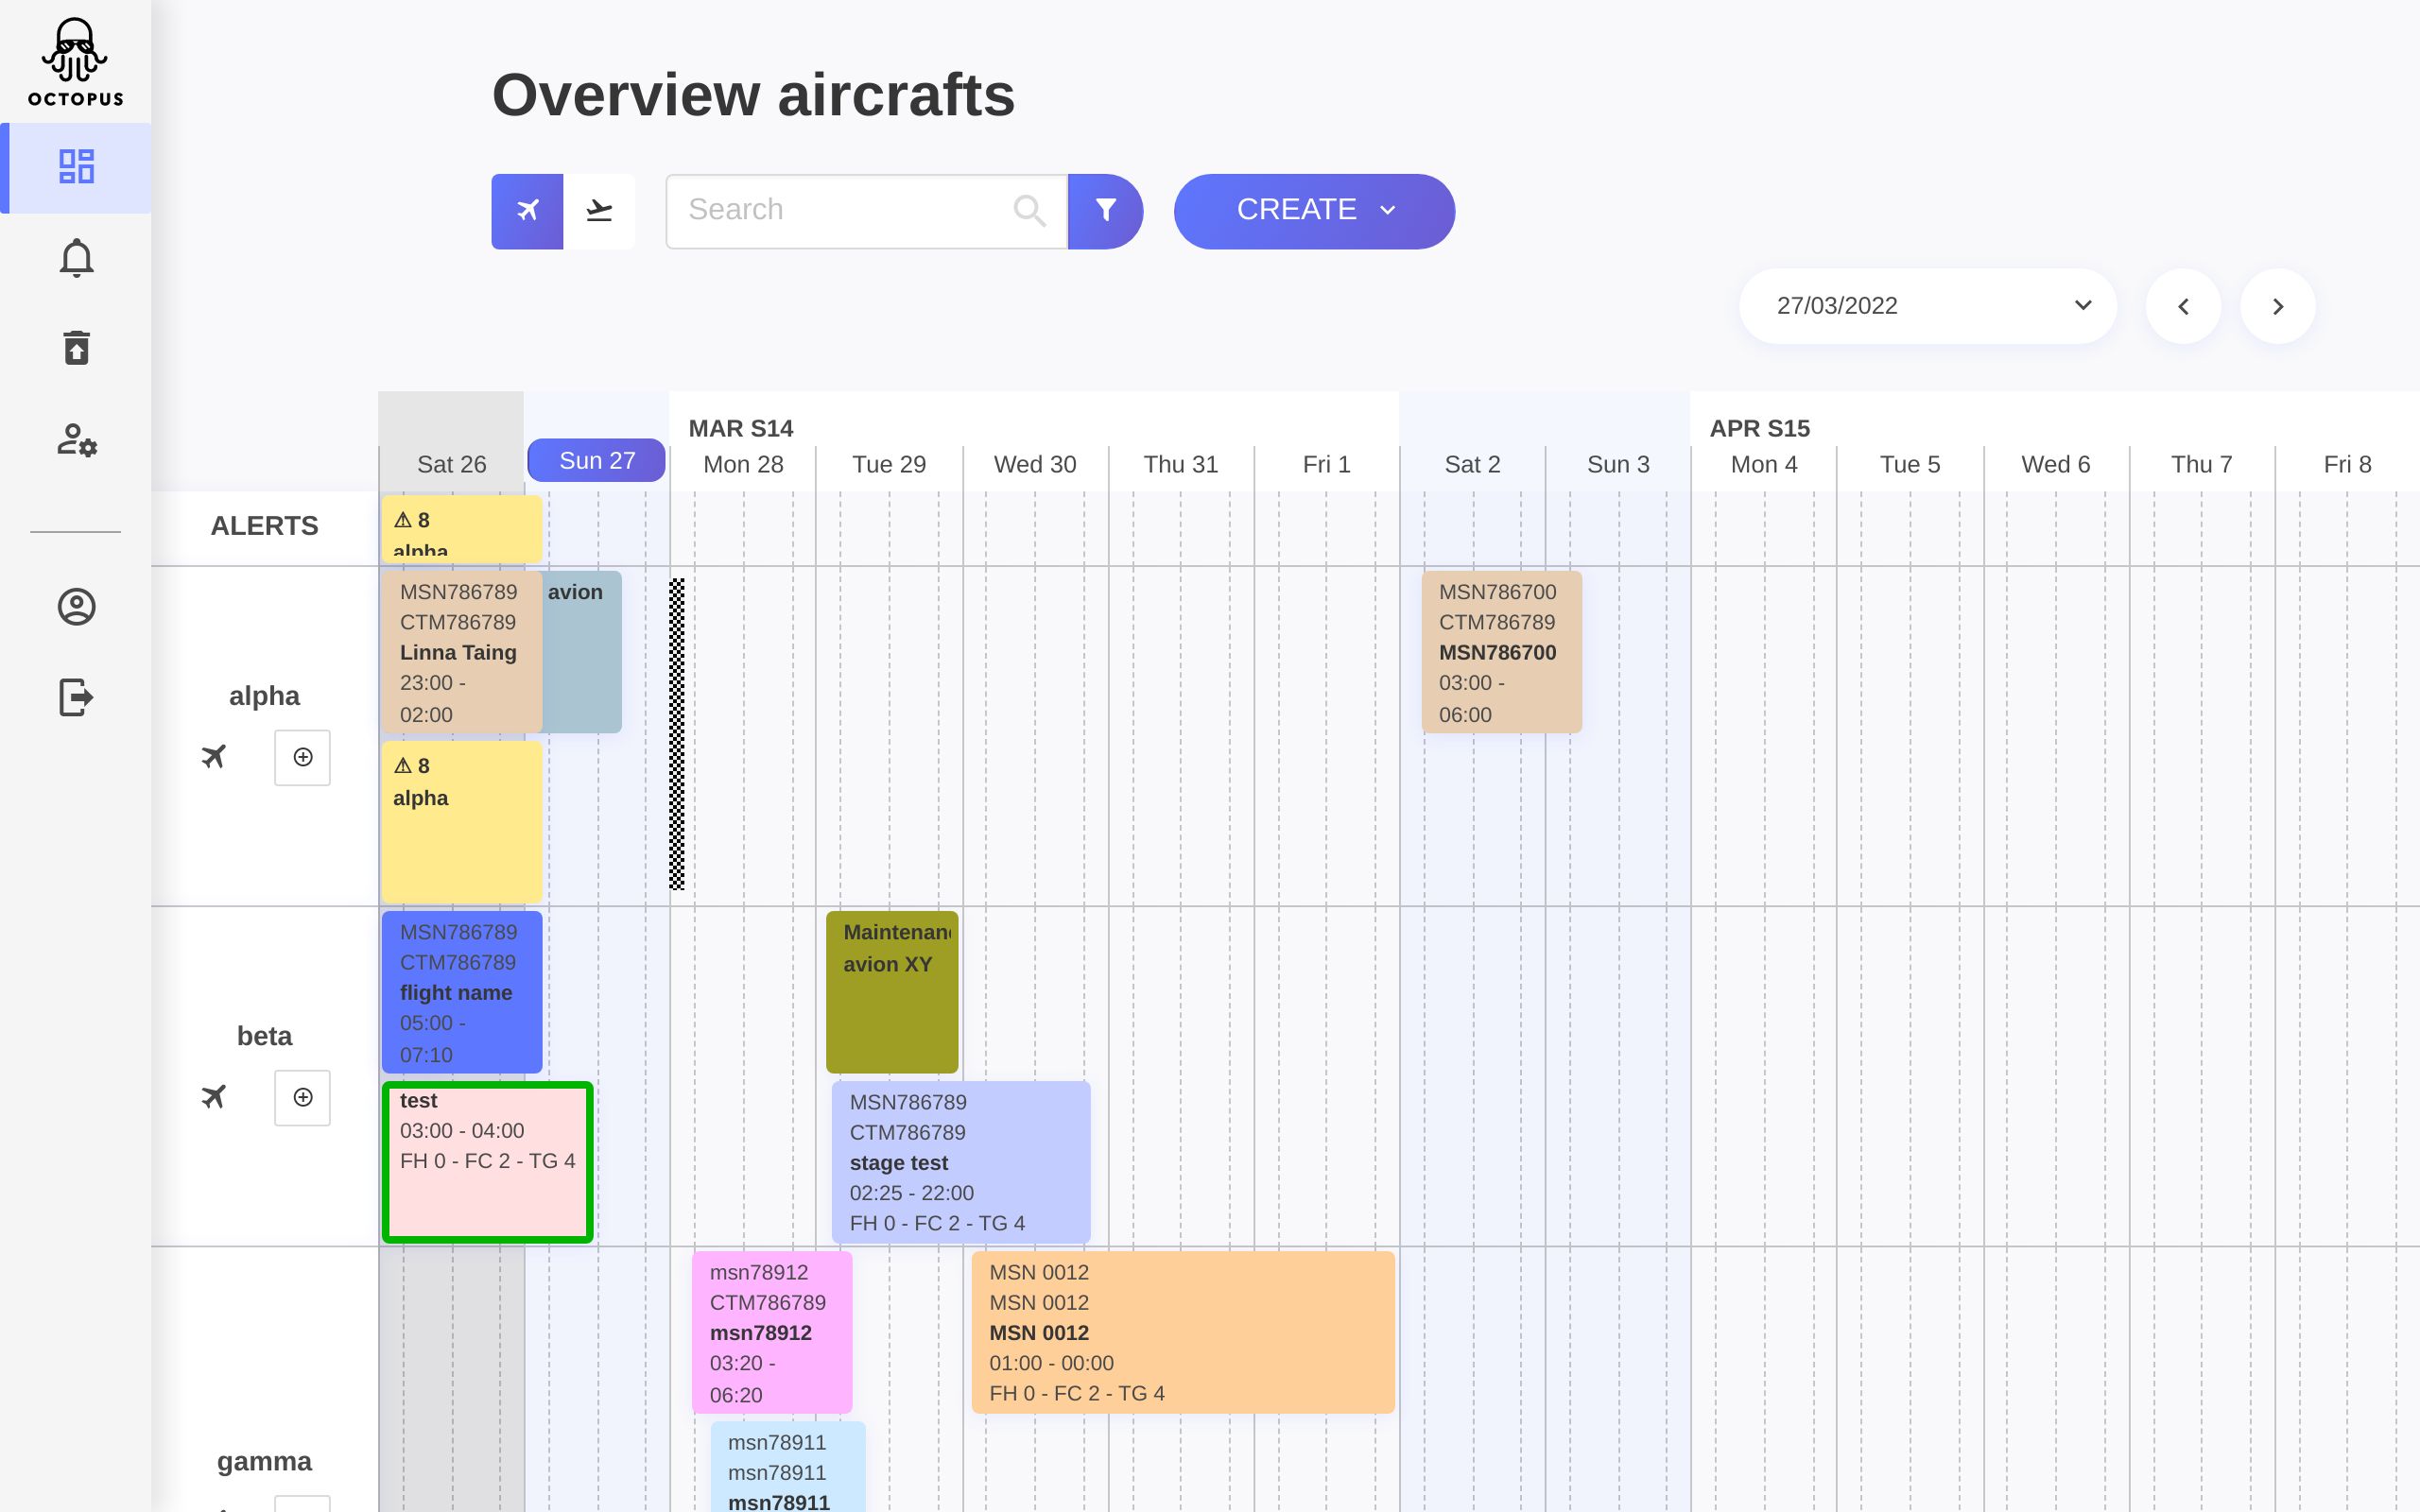 OCTOPUS
Overview aircrafts
Search
CREATE
27/03/2022
MAR S14
APR S15
Sat 26
Sun 27
Mon 28
Tue 29
Wed 30
Thu 31
Fri 1
Sat 2
Sun 3
Mon 4
Tue 5
Wed 6
Thu 7
Fri 8
ALERTS
⚠ 8
alpha
alpha
MSN786789
CTM786789
Linna Taing
23:00 -
02:00
avion
MSN786700
CTM786789
MSN786700
03:00 -
06:00
⚠ 8
alpha
beta
MSN786789
CTM786789
flight name
05:00 -
07:10
Maintenan
avion XY
test
03:00 - 04:00
FH 0 - FC 2 - TG 4
MSN786789
CTM786789
stage test
02:25 - 22:00
FH 0 - FC 2 - TG 4
gamma
msn78912
CTM786789
msn78912
03:20 -
06:20
MSN 0012
MSN 0012
MSN 0012
01:00 - 00:00
FH 0 - FC 2 - TG 4
msn78911
msn78911
msn78911